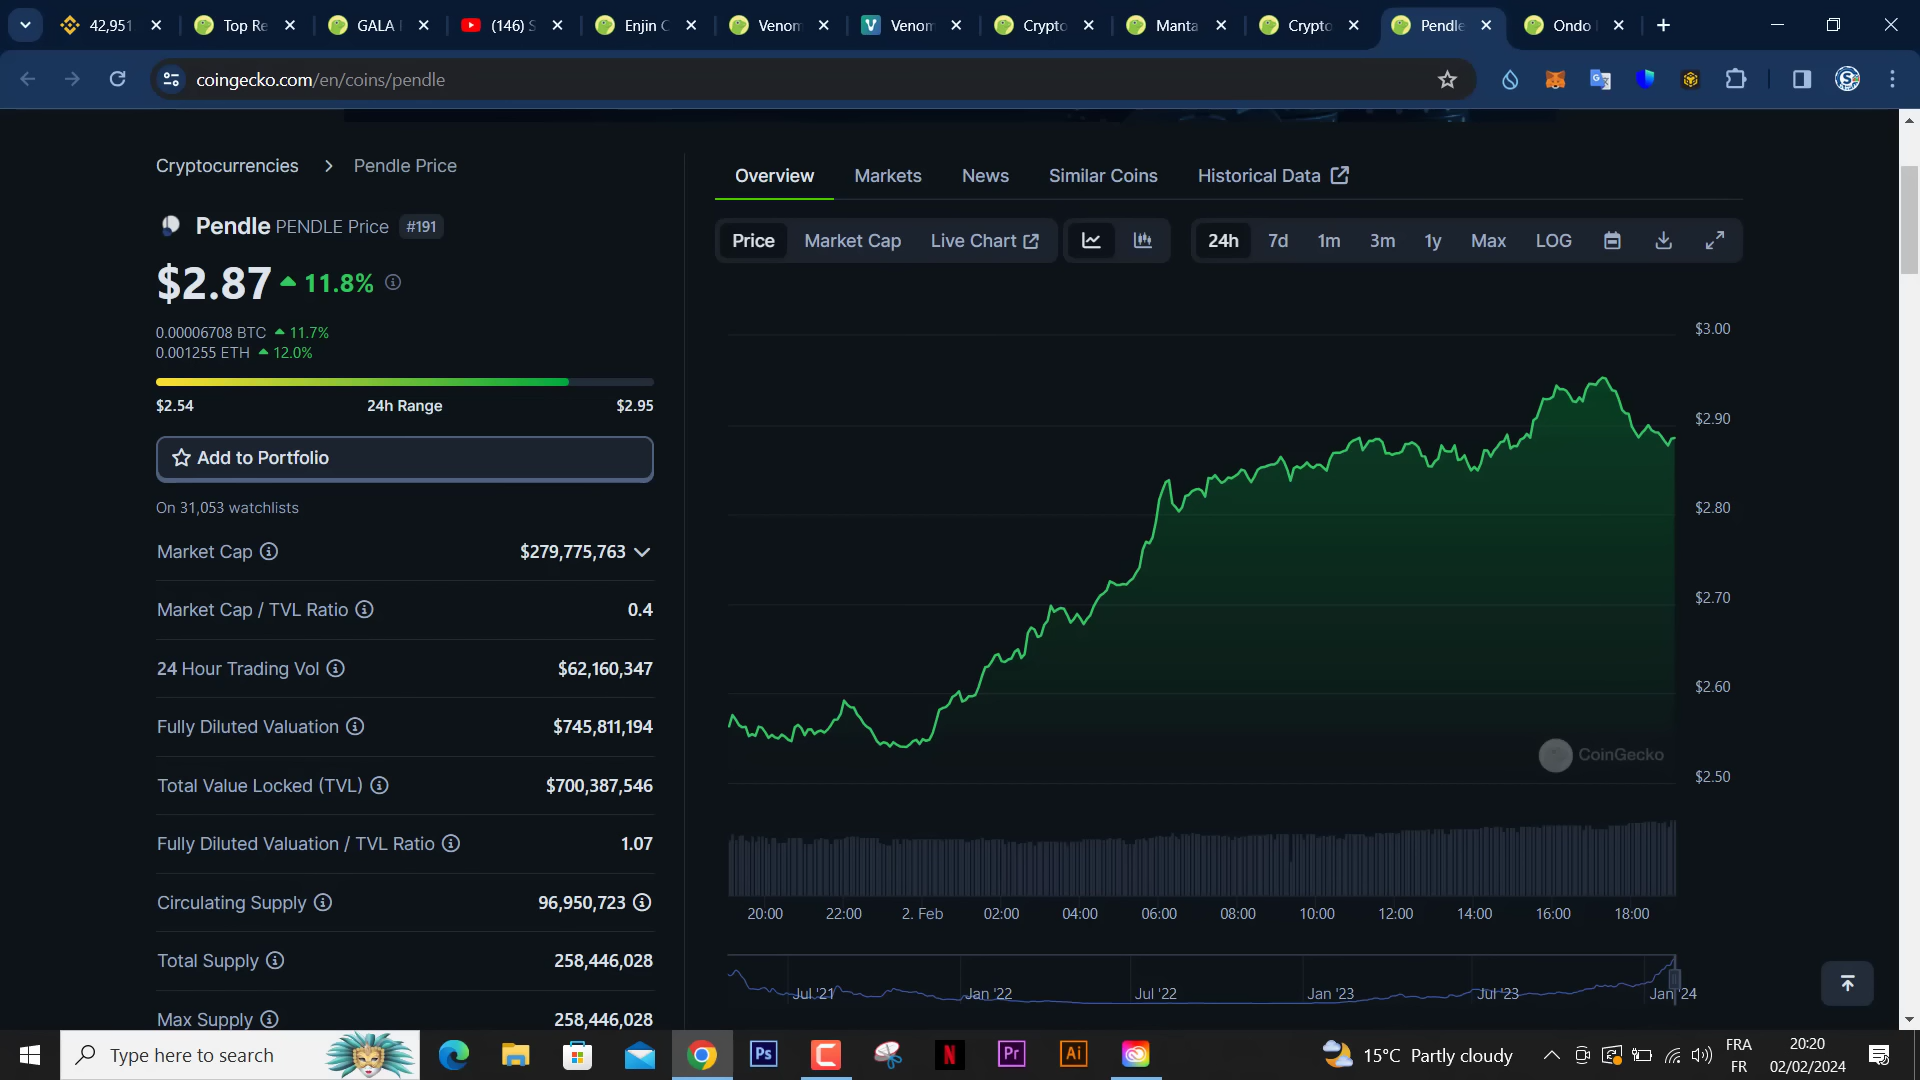 42,951
Top Re
GALA
(146) S
Enjin C
Venom
Venom
Crypto
Manta
Crypto
Pendle
Ondo
coingecko.com/en/coins/pendle
Cryptocurrencies > Pendle Price
Pendle PENDLE Price #191
$2.87 11.8%
0.00006708 BTC 11.7%
0.001255 ETH 12.0%
$2.54 24h Range $2.95
Add to Portfolio
On 31,053 watchlists
Market Cap $279,775,763
Market Cap / TVL Ratio 0.4
24 Hour Trading Vol $62,160,347
Fully Diluted Valuation $745,811,194
Total Value Locked (TVL) $700,387,546
Fully Diluted Valuation / TVL Ratio 1.07
Circulating Supply 96,950,723
Total Supply 258,446,028
Max Supply 258,446,028
Overview Markets News Similar Coins Historical Data
Price Market Cap Live Chart 24h 7d 1m 3m 1y Max LOG
$3.00
$2.90
$2.80
$2.70
$2.60
$2.50
CoinGecko
20:00 22:00 2. Feb 02:00 04:00 06:00 08:00 10:00 12:00 14:00 16:00 18:00
Jul '21 Jan '22 Jul '22 Jan '23 Jul '23 Jan '24
Type here to search
Ps
N
Pr
Ai
15°C Partly cloudy
FRA
FR
20:20
02/02/2024